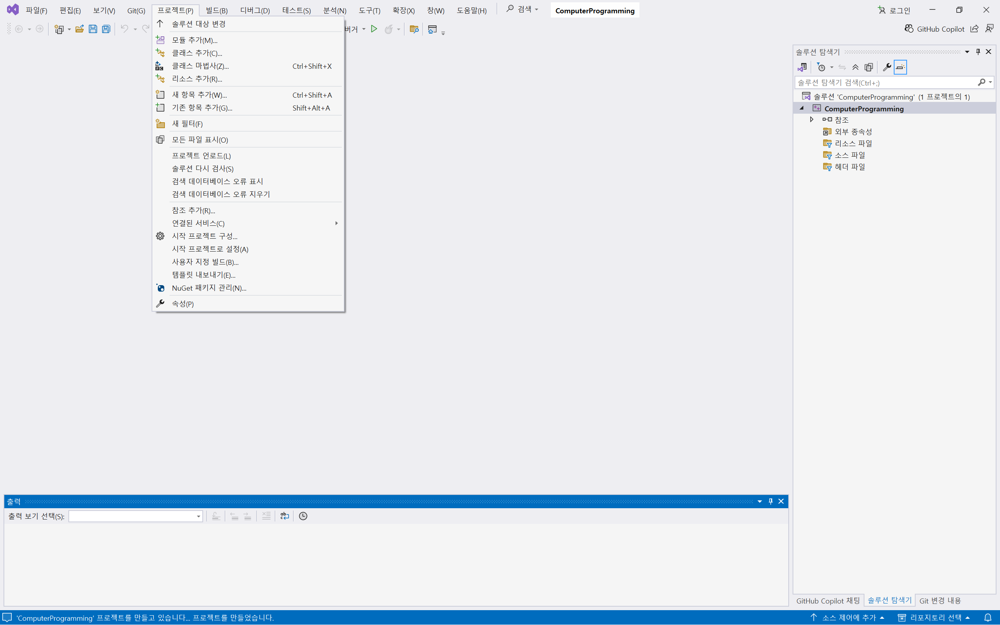 파일(F) 편집(E) 보기(V) Git(G) 프로젝트(P) 빌드(B) 디버그(D) 테스트(S) 분석(N) 도구(T) 확장(X) 창(W) 도움말(H) 검색 ComputerProgramming 로그인
버거 GitHub Copilot
솔루션 대상 변경
모듈 추가(M)...
클래스 추가(C)...
클래스 마법사(Z)... Ctrl+Shift+X
리소스 추가(R)...
새 항목 추가(W)... Ctrl+Shift+A
기존 항목 추가(G)... Shift+Alt+A
새 필터(F)
모든 파일 표시(O)
프로젝트 언로드(L)
솔루션 다시 검사(S)
검색 데이터베이스 오류 표시
검색 데이터베이스 오류 지우기
참조 추가(R)...
연결된 서비스(C)
시작 프로젝트 구성...
시작 프로젝트로 설정(A)
사용자 지정 빌드(B)...
템플릿 내보내기(E)...
NuGet 패키지 관리(N)...
속성(P)
솔루션 탐색기
솔루션 탐색기 검색(Ctrl+;)
솔루션 'ComputerProgramming' (1 프로젝트의 1)
ComputerProgramming
참조
외부 종속성
리소스 파일
소스 파일
헤더 파일
출력
출력 보기 선택(S):
GitHub Copilot 채팅 솔루션 탐색기 Git 변경 내용
'ComputerProgramming' 프로젝트를 만들고 있습니다... 프로젝트를 만들었습니다. 소스 제어에 추가 리포지토리 선택